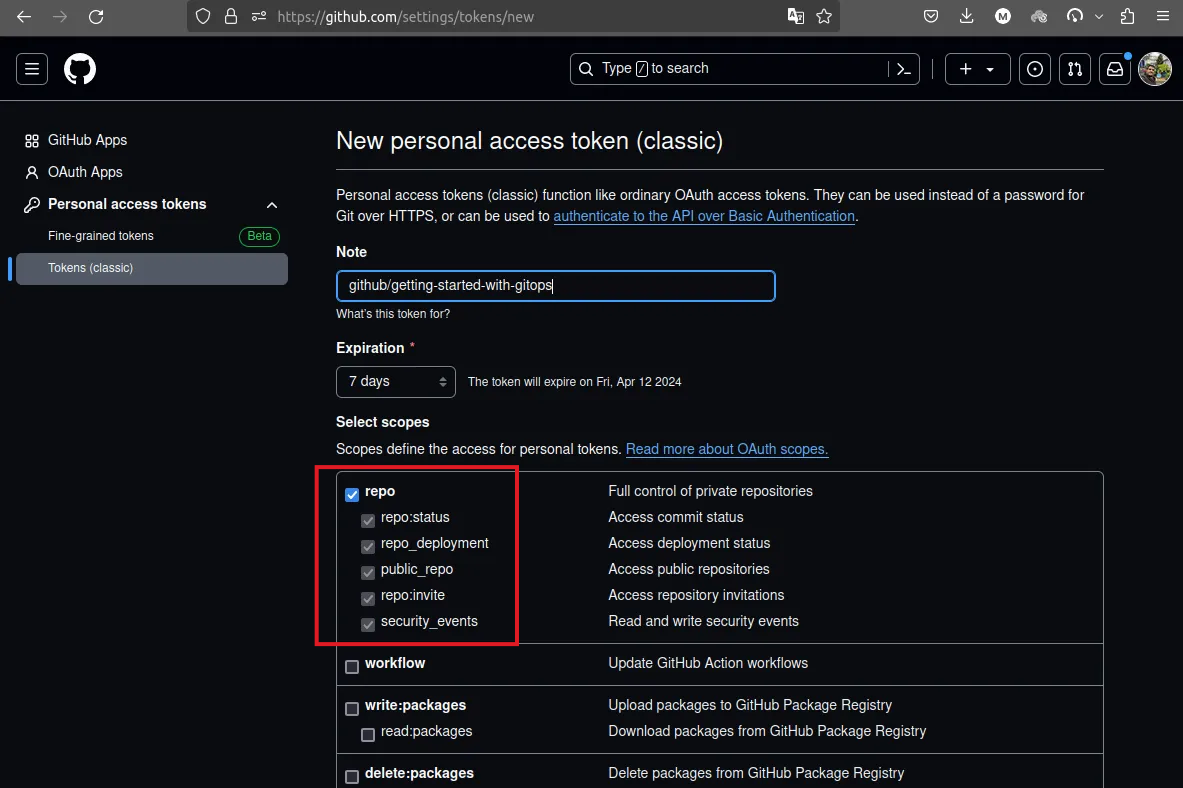 https://github.com/settings/tokens/new
M
Type / to search
GitHub Apps
OAuth Apps
Personal access tokens
Fine-grained tokens Beta
Tokens (classic)
New personal access token (classic)
Personal access tokens (classic) function like ordinary OAuth access tokens. They can be used instead of a password for
Git over HTTPS, or can be used to authenticate to the API over Basic Authentication.
Note
github/getting-started-with-gitops
What's this token for?
Expiration *
7 days The token will expire on Fri, Apr 12 2024
Select scopes
Scopes define the access for personal tokens. Read more about OAuth scopes.
repo Full control of private repositories
repo:status Access commit status
repo_deployment Access deployment status
public_repo Access public repositories
repo:invite Access repository invitations
security_events Read and write security events
workflow Update GitHub Action workflows
write:packages Upload packages to GitHub Package Registry
read:packages Download packages from GitHub Package Registry
delete:packages Delete packages from GitHub Package Registry